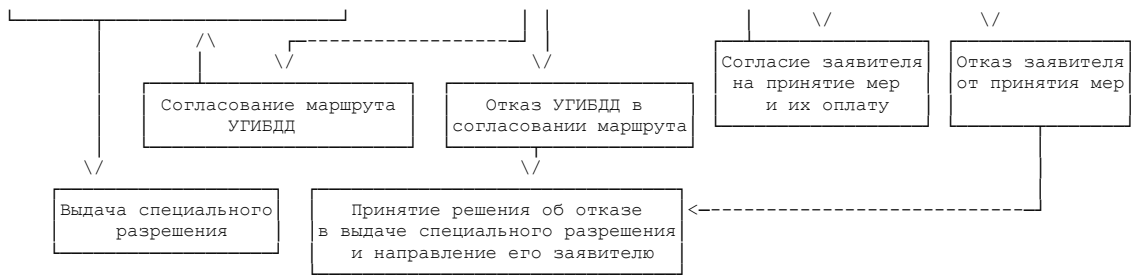 Согласие заявителя
на принятие мер
и их оплату
Отказ заявителя
от принятия мер
Согласование маршрута
УГИБДД
Отказ УГИБДД в
согласовании маршрута
Выдача специального
разрешения
Принятие решения об отказе
в выдаче специального разрешения
и направление его заявителю